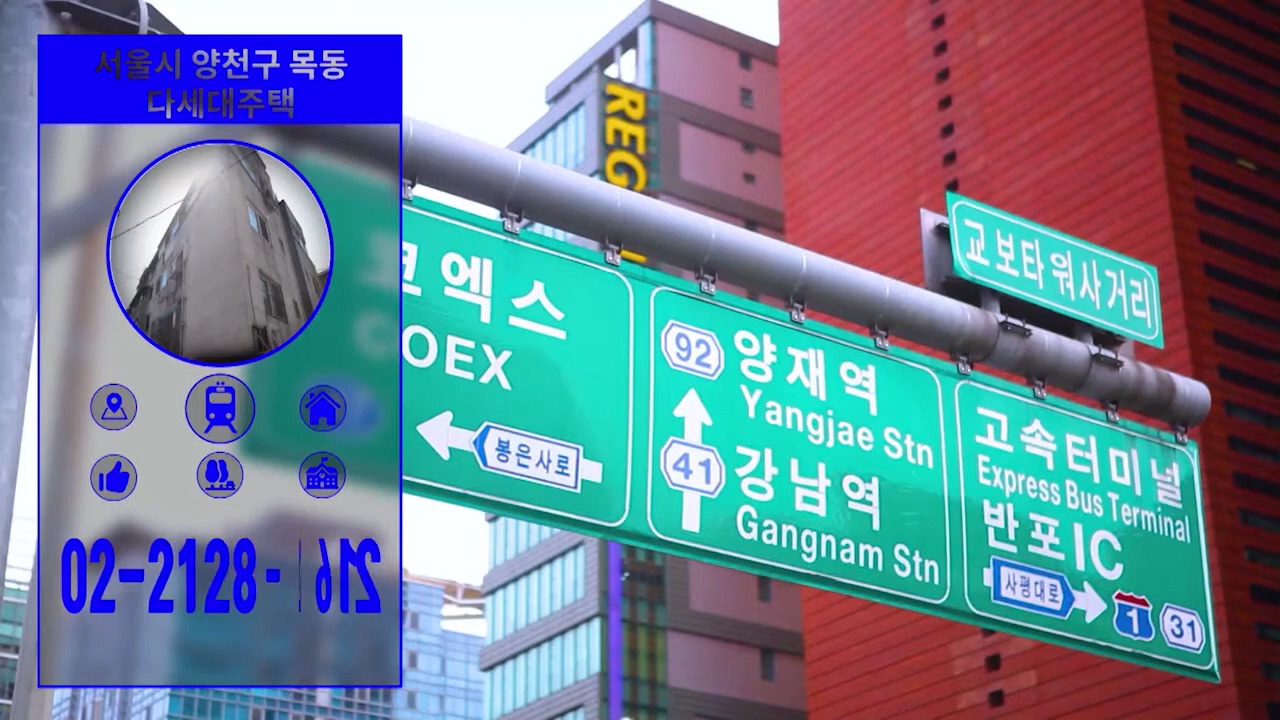 서울시 양천구 목동
다세대주택
02-2128-
REG
엑스
OEX
봉은사로
92
양재역
Yangjae Stn
41
강남역
Gangnam Stn
교보타워사거리
고속터미널
Express Bus Terminal
반포IC
사평대로
1
31